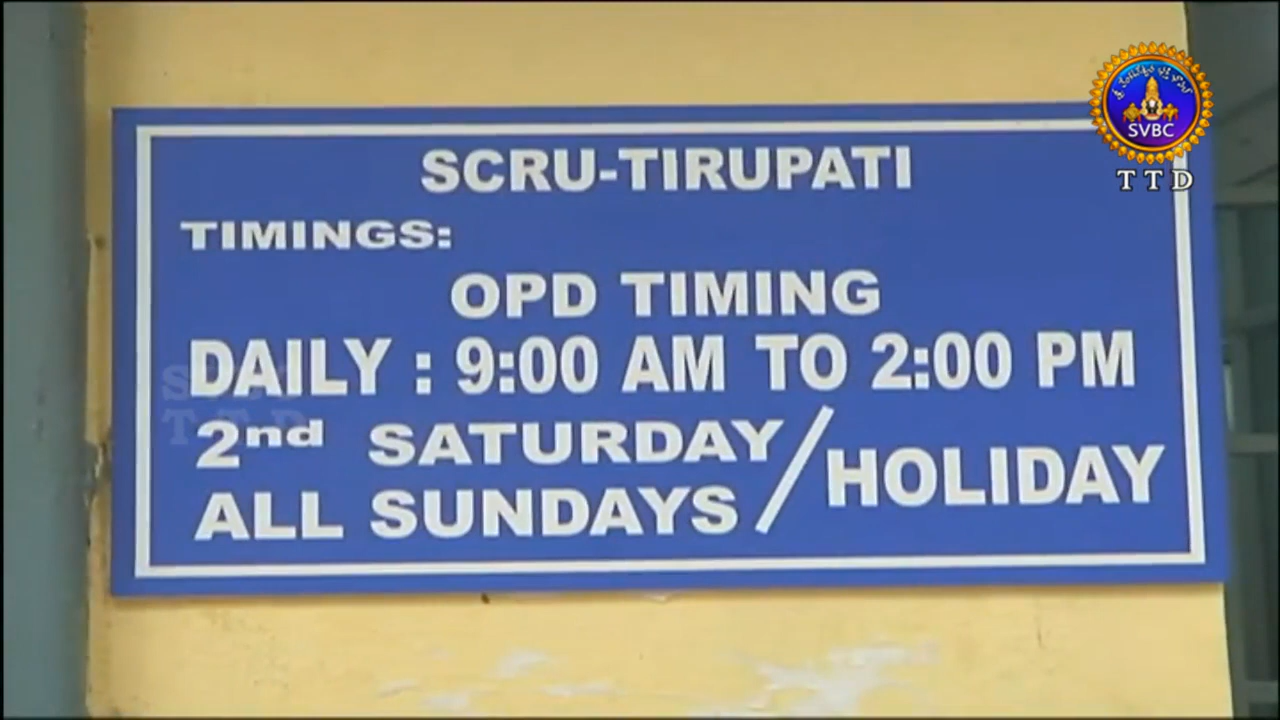 SCRU-TIRUPATI
TIMINGS:
OPD TIMING
DAILY : 9:00 AM TO 2:00 PM
2nd SATURDAY / HOLIDAY
ALL SUNDAYS
SVBC
TTD